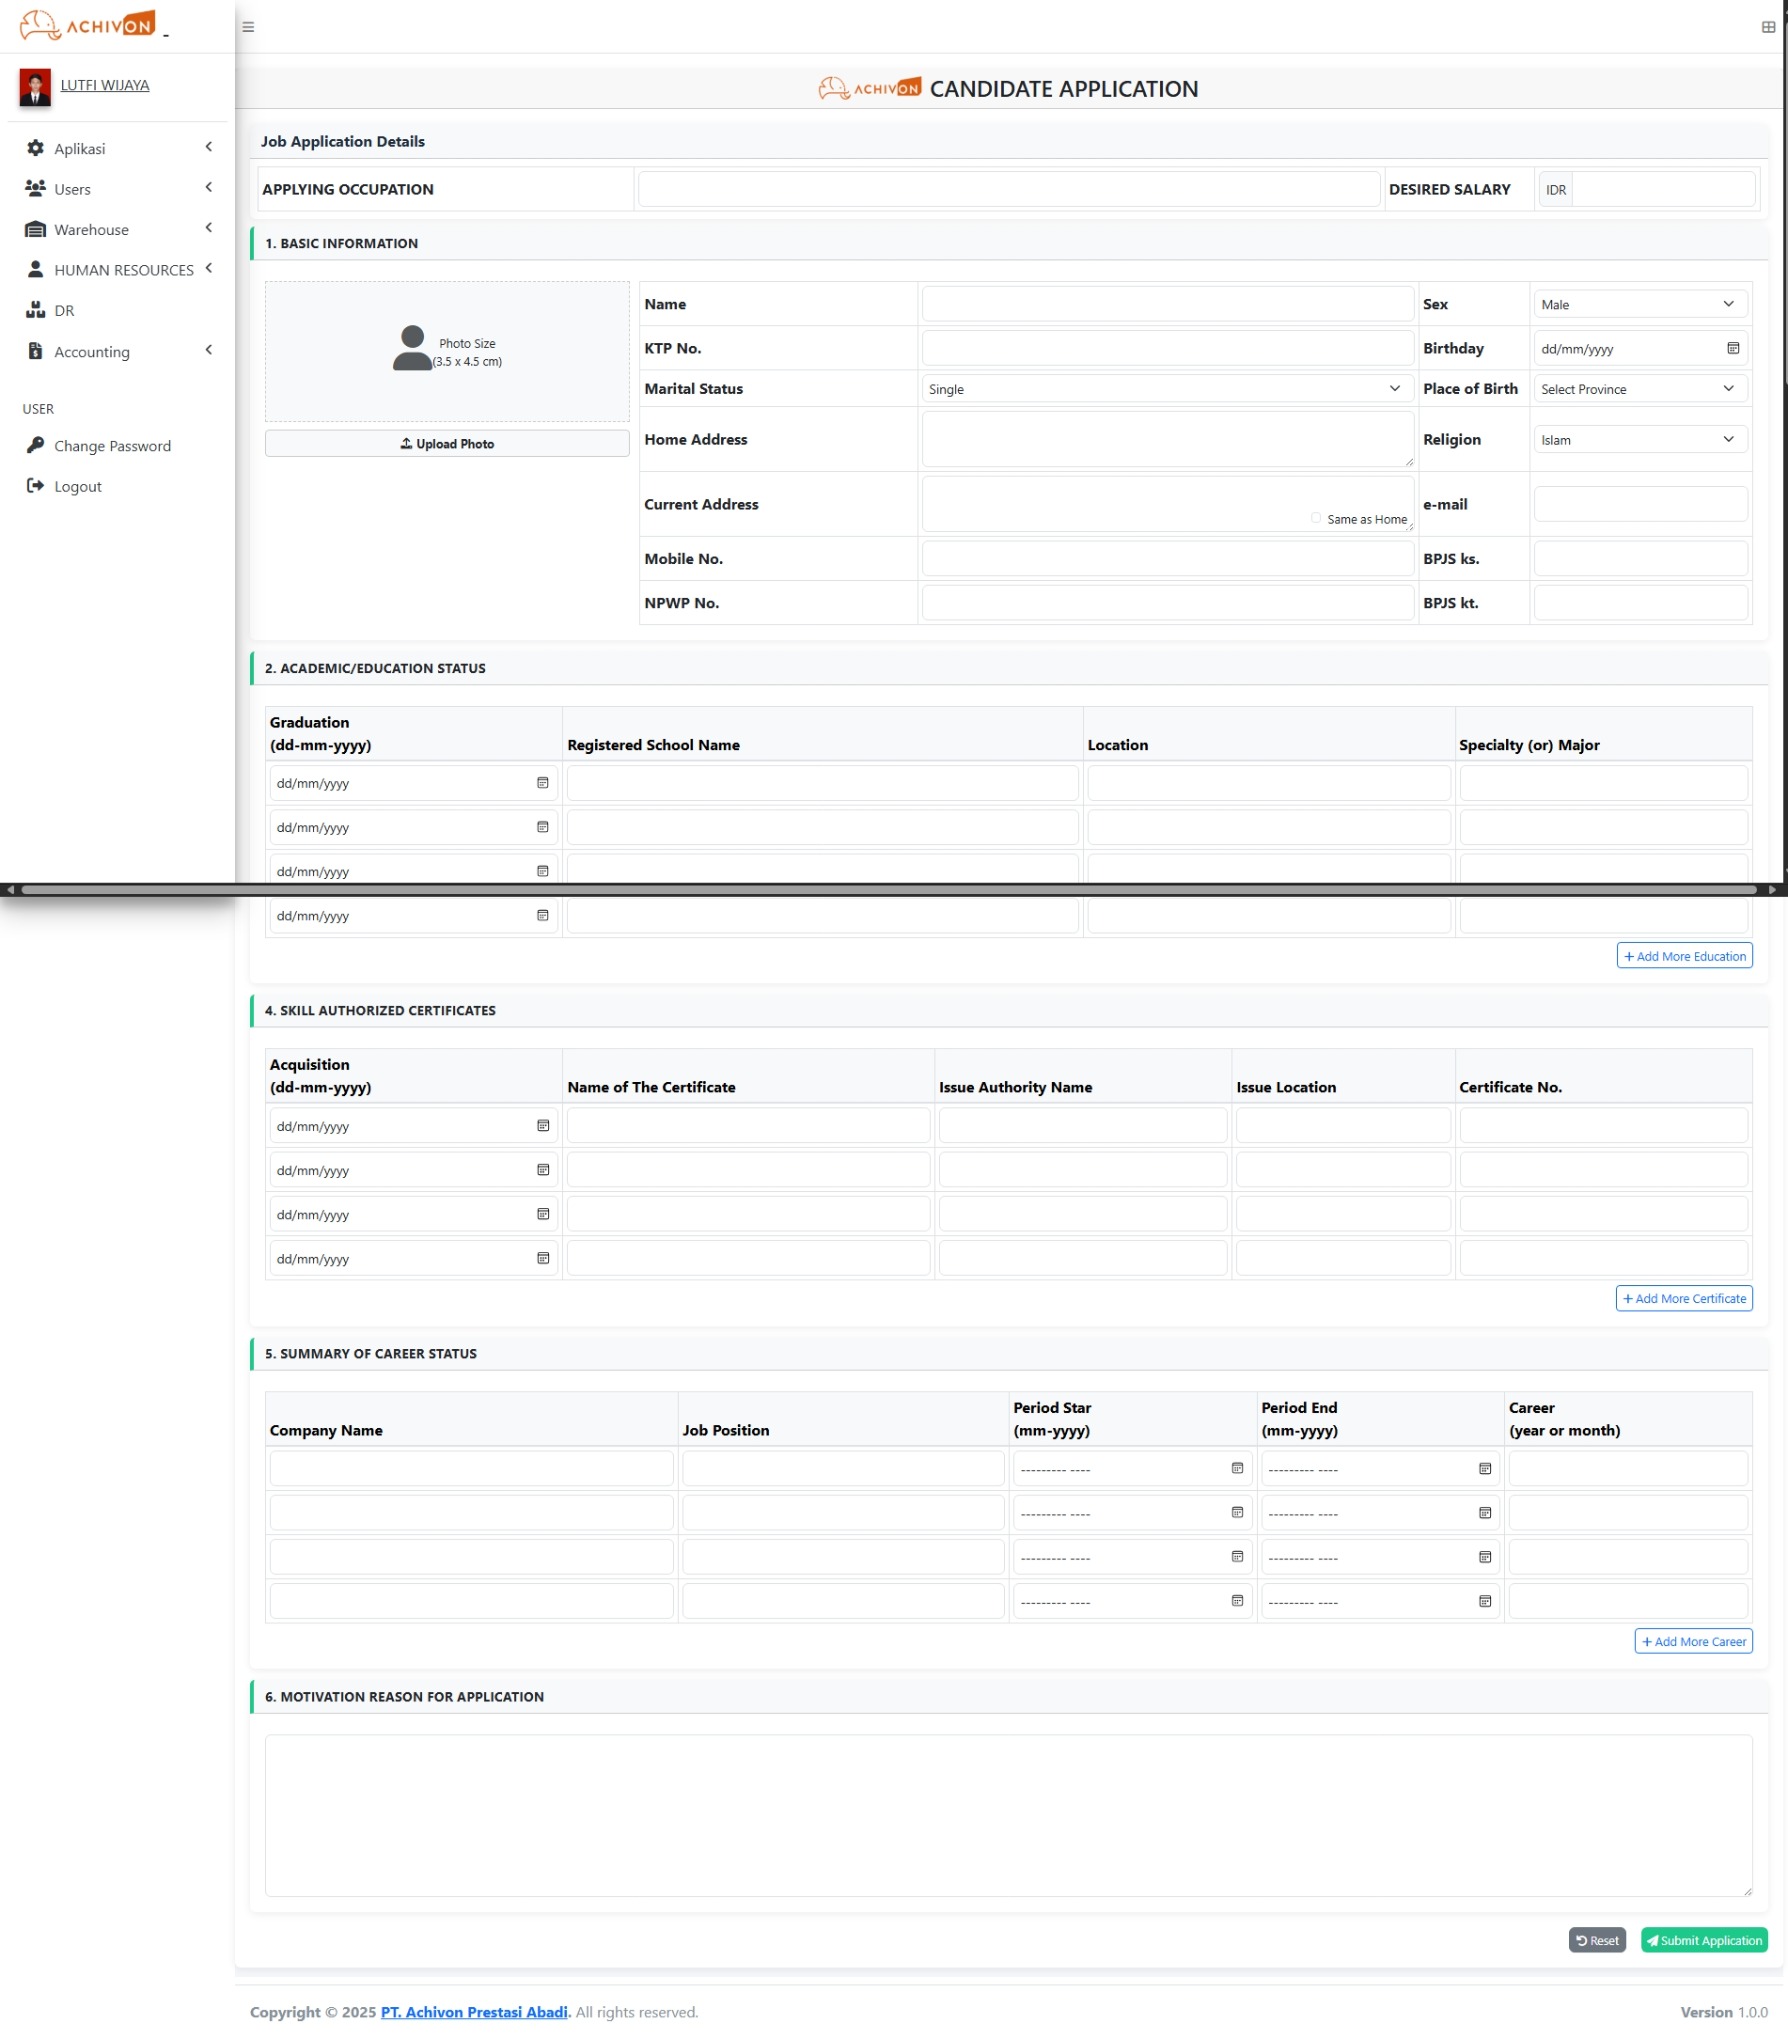 ACHIVON -
LUTFI WIJAYA
Aplikasi
Users
Warehouse
HUMAN RESOURCES
DR
Accounting
USER
Change Password
Logout
ACHIVON CANDIDATE APPLICATION
Job Application Details
APPLYING OCCUPATION DESIRED SALARY IDR
1. BASIC INFORMATION
Photo Size
(3.5 x 4.5 cm)
Upload Photo
Name Sex Male
KTP No. Birthday dd/mm/yyyy
Marital Status Single Place of Birth Select Province
Home Address Religion Islam
Current Address Same as Home e-mail
Mobile No. BPJS ks.
NPWP No. BPJS kt.
2. ACADEMIC/EDUCATION STATUS
Graduation
(dd-mm-yyyy) Registered School Name Location Specialty (or) Major
dd/mm/yyyy
dd/mm/yyyy
dd/mm/yyyy
dd/mm/yyyy
+ Add More Education
4. SKILL AUTHORIZED CERTIFICATES
Acquisition
(dd-mm-yyyy) Name of The Certificate Issue Authority Name Issue Location Certificate No.
dd/mm/yyyy
dd/mm/yyyy
dd/mm/yyyy
dd/mm/yyyy
+ Add More Certificate
5. SUMMARY OF CAREER STATUS
Period Star Period End Career
Company Name Job Position (mm-yyyy) (mm-yyyy) (year or month)
--------- ---- --------- ----
--------- ---- --------- ----
--------- ---- --------- ----
--------- ---- --------- ----
+ Add More Career
6. MOTIVATION REASON FOR APPLICATION
Reset Submit Application
Copyright © 2025 PT. Achivon Prestasi Abadi. All rights reserved. Version 1.0.0